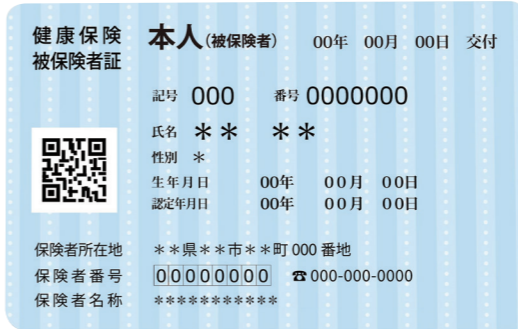 健康保険
被保険者証
本人(被保険者) 00年 00月 00日 交付
記号 000 番号 0000000
氏名 ** **
性別 *
生年月日 00年 00月 00日
認定年月日 00年 00月 00日
保険者所在地 **県**市**町 000 番地
保険者番号 00000000 ☎000-000-0000
保険者名称 ***********